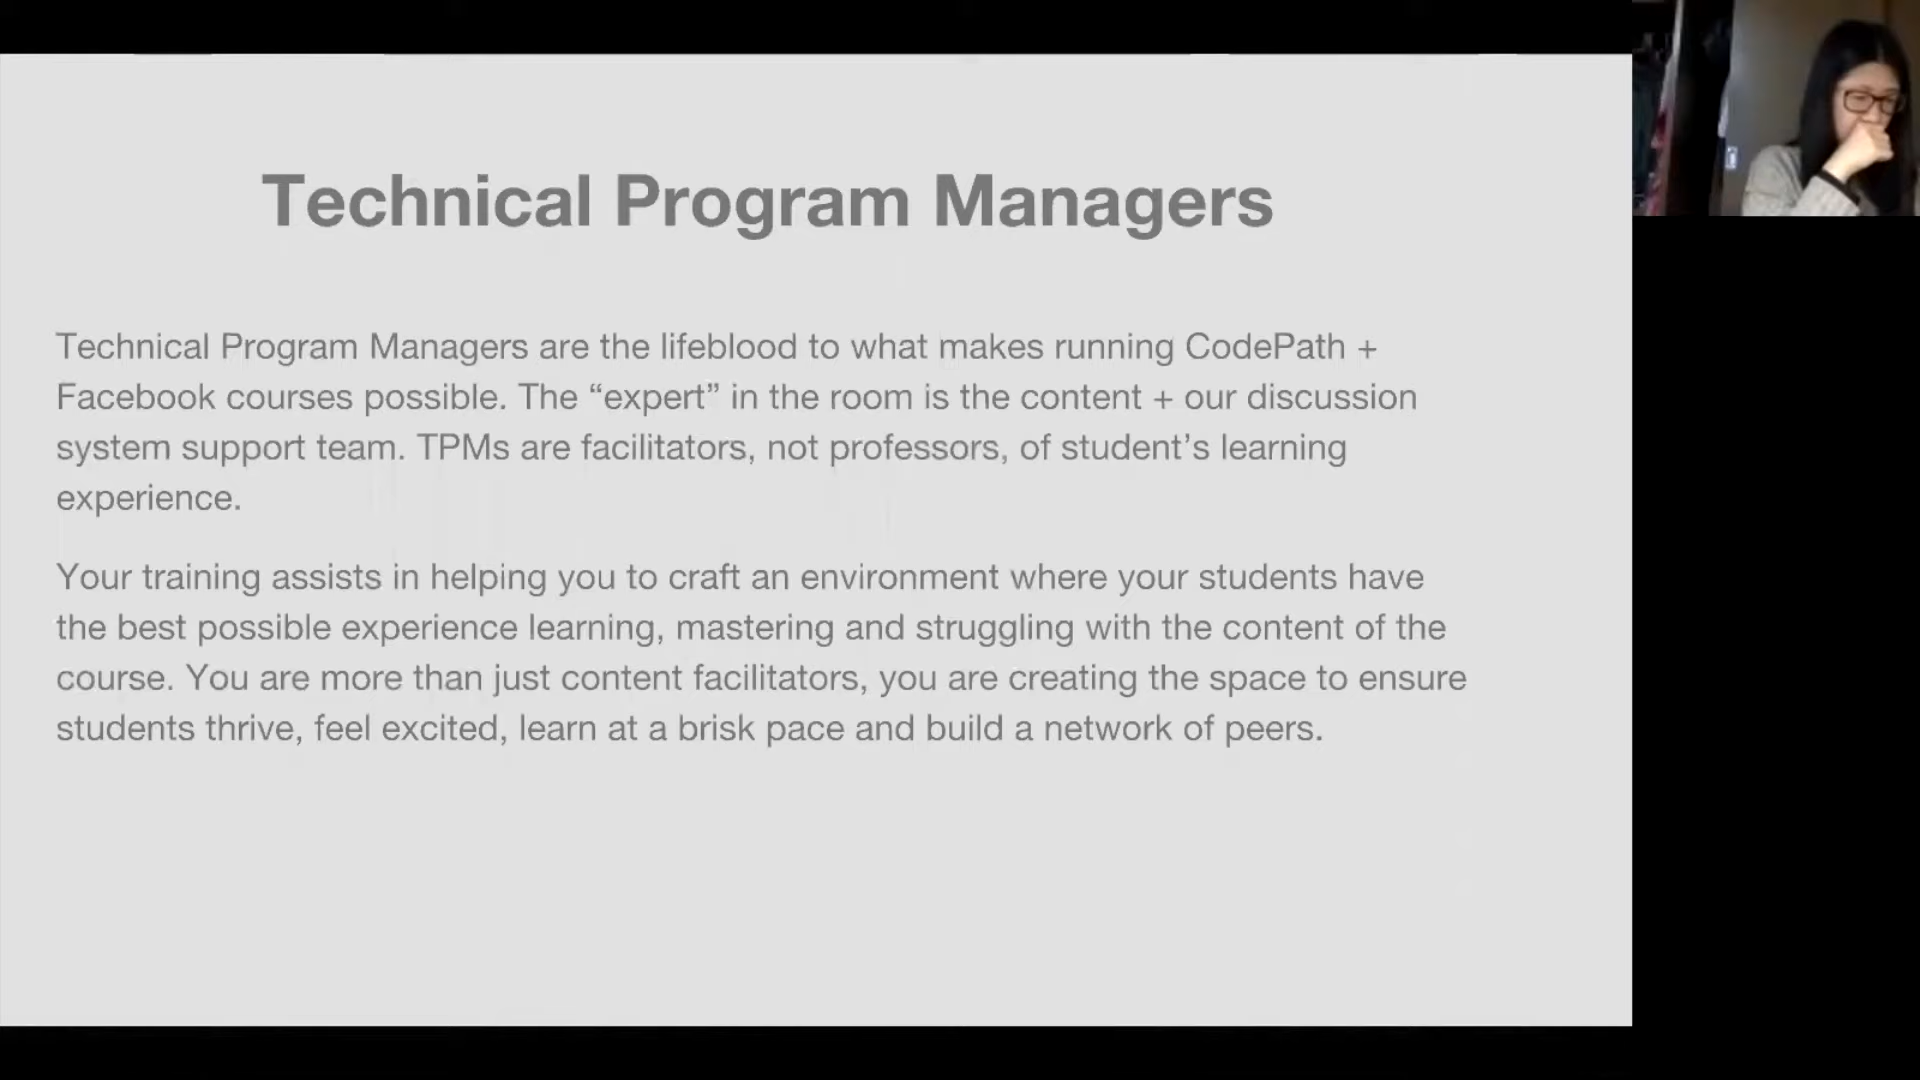 Technical Program Managers
Technical Program Managers are the lifeblood to what makes running CodePath +
Facebook courses possible. The “expert” in the room is the content + our discussion
system support team. TPMs are facilitators, not professors, of student’s learning
experience.
Your training assists in helping you to craft an environment where your students have
the best possible experience learning, mastering and struggling with the content of the
course. You are more than just content facilitators, you are creating the space to ensure
students thrive, feel excited, learn at a brisk pace and build a network of peers.